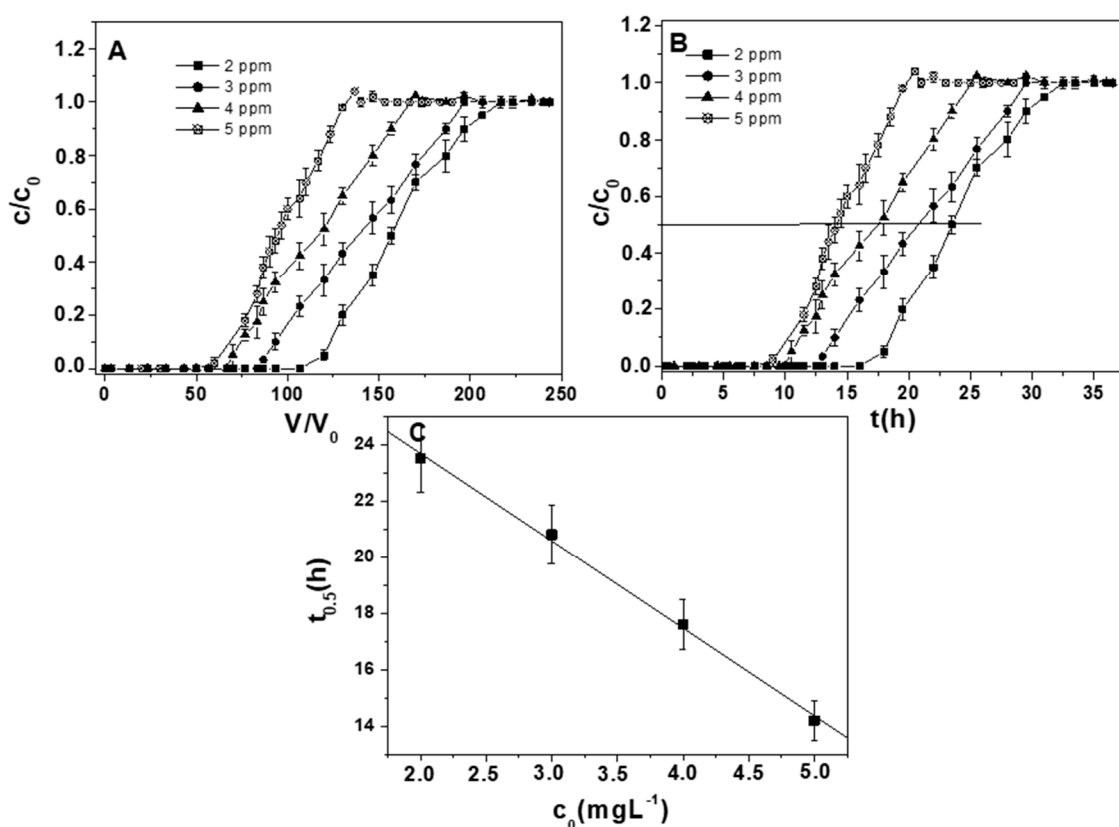 A
2 ppm
3 ppm
4 ppm
5 ppm
1.2
1.0
0.8
0.6
0.4
0.2
0.0
c/c₀
0 50 100 150 200 250
V/V₀
B
2 ppm
3 ppm
4 ppm
5 ppm
1.2
1.0
0.8
0.6
0.4
0.2
0.0
c/c₀
0 5 10 15 20 25 30 35
t(h)
C
24
22
20
18
16
14
t₀.₅(h)
2.0 2.5 3.0 3.5 4.0 4.5 5.0
c₀(mgL⁻¹)